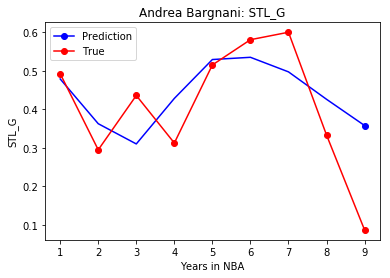 Andrea Bargnani: STL_G
Prediction
True
0.6
0.5
0.4
0.3
0.2
0.1
STL_G
1 2 3 4 5 6 7 8 9
Years in NBA